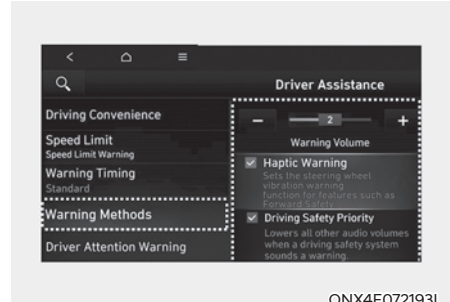 Driver Assistance
Driving Convenience
Speed Limit
Speed Limit Warning
Warning Timing
Standard
Warning Methods
Driver Attention Warning
− 2 +
Warning Volume
Haptic Warning
Sets the steering wheel
vibration warning
function for features such as
Forward Safety
Driving Safety Priority
Lowers all other audio volumes
when a driving safety system
sounds a warning.
ONX4E072193L